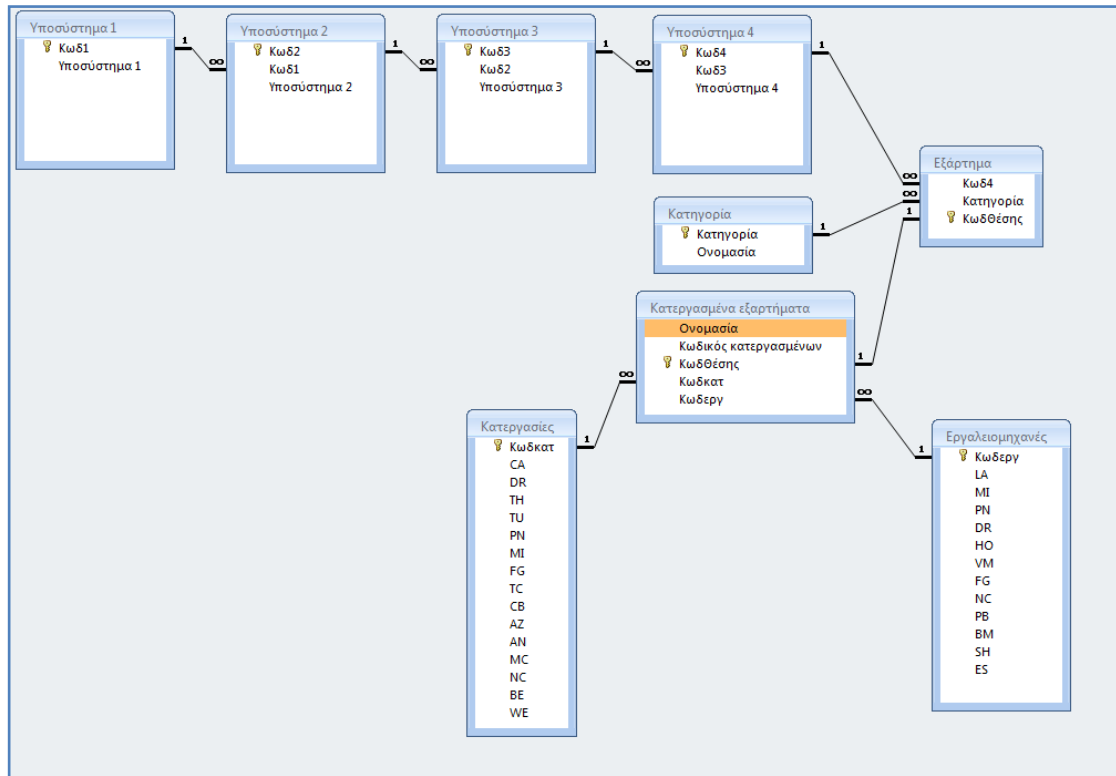 Υποσύστημα 1
Κωδ1
Υποσύστημα 1
1
∞
Υποσύστημα 2
Κωδ2
Κωδ1
Υποσύστημα 2
1
∞
Υποσύστημα 3
Κωδ3
Κωδ2
Υποσύστημα 3
1
∞
Υποσύστημα 4
Κωδ4
Κωδ3
Υποσύστημα 4
1
∞
Εξάρτημα
Κωδ4
Κατηγορία
ΚωδΘέσης
∞
1
Κατηγορία
Κατηγορία
Ονομασία
1
Κατεργασμένα εξαρτήματα
Ονομασία
Κωδικός κατεργασμένων
ΚωδΘέσης
Κωδκατ
Κωδεργ
1
∞
∞
Κατεργασίες
Κωδκατ
CA
DR
TH
TU
PN
MI
FG
TC
CB
AZ
AN
MC
NC
BE
WE
1
Εργαλειομηχανές
Κωδεργ
LA
MI
PN
DR
HO
VM
FG
NC
PB
BM
SH
ES
1